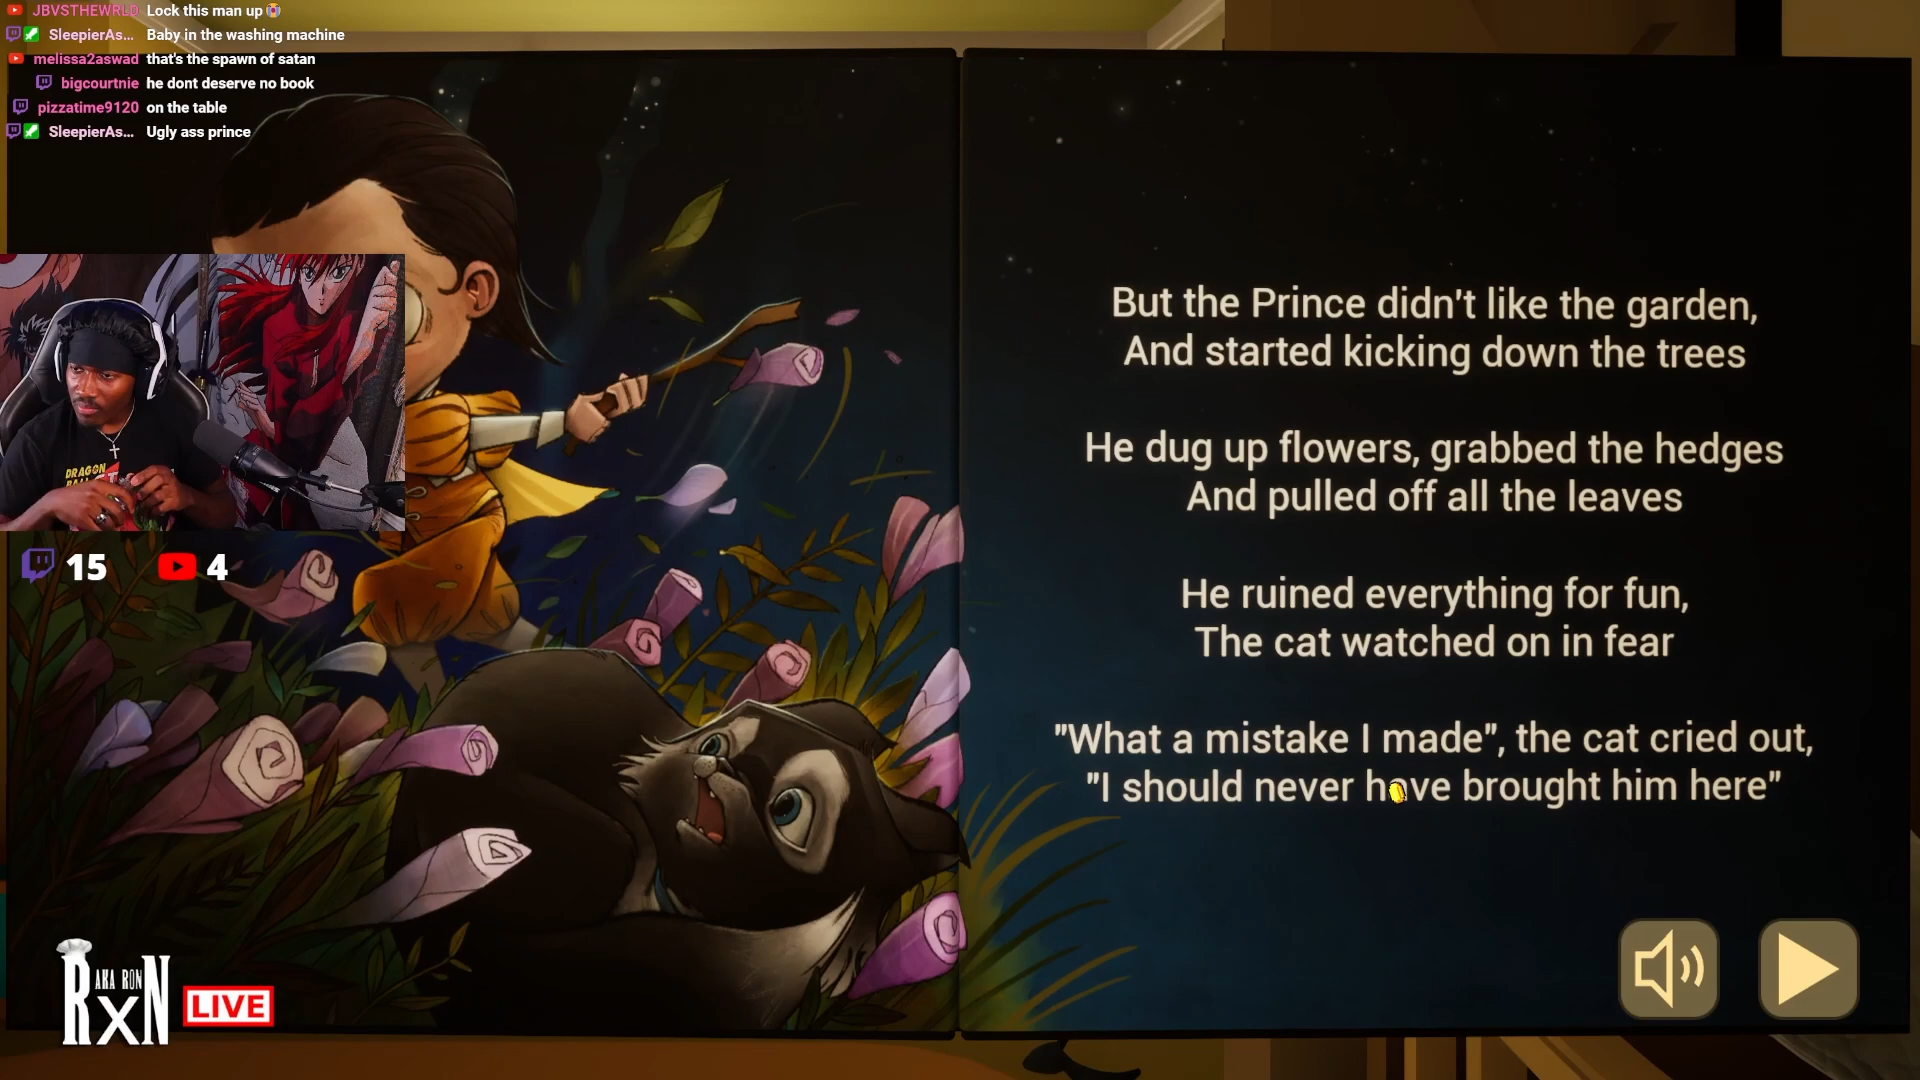 JBVSTHEWRLD Lock this man up😭
SleepierAs... Baby in the washing machine
melissa2aswad that's the spawn of satan
bigcourtnie he dont deserve no book
pizzatime9120 on the table
SleepierAs... Ugly ass prince
But the Prince didn't like the garden,
And started kicking down the trees
He dug up flowers, grabbed the hedges
And pulled off all the leaves
He ruined everything for fun,
The cat watched on in fear
"What a mistake I made", the cat cried out,
"I should never have brought him here"
DRAGON
15 4
AKA RON
RXN
LIVE